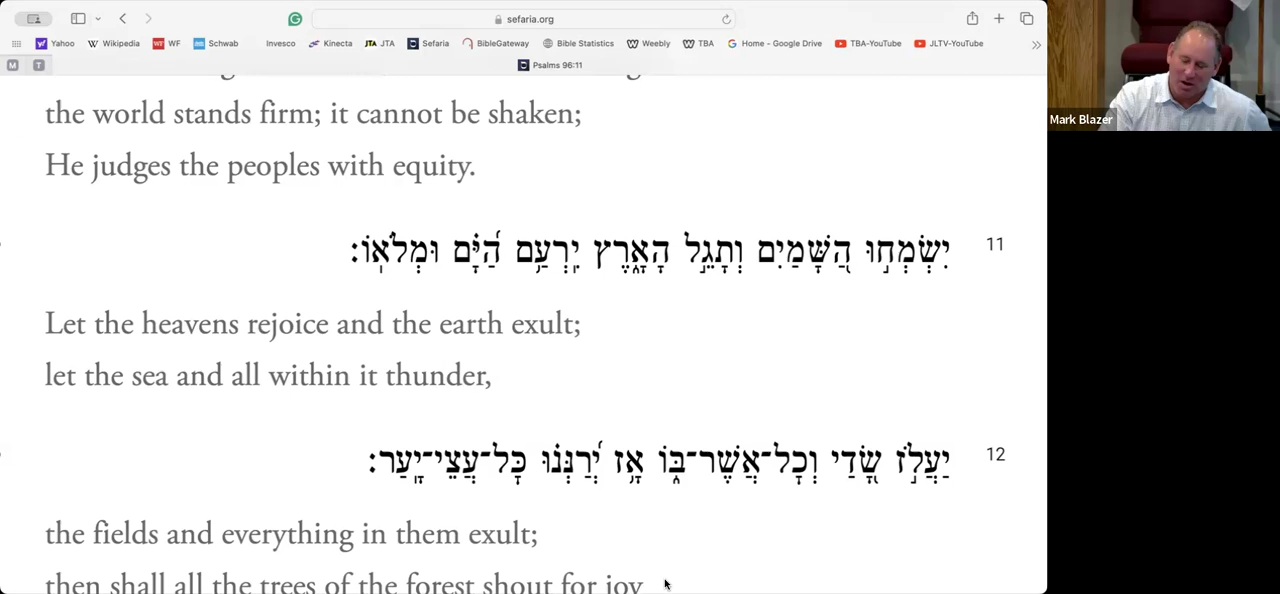 sefaria.org
Yahoo Wikipedia WF Schwab Invesco Kinecta JTA Sefaria BibleGateway Bible Statistics Weebly TBA Home - Google Drive TBA-YouTube JLTV-YouTube
M T Psalms 96:11
the world stands firm; it cannot be shaken;
He judges the peoples with equity.
11 יִשְׂמְח֣וּ הַ֭שָּׁמַיִם וְתָגֵ֣ל הָאָ֑רֶץ יִֽרְעַ֥ם הַ֝יָּ֗ם וּמְלֹאֽוֹ׃
Let the heavens rejoice and the earth exult;
let the sea and all within it thunder,
12 יַעֲלֹ֣ז שָׂ֭דַי וְכׇל־אֲשֶׁר־בּ֑וֹ אָ֥ז יְ֝רַנְּנ֗וּ כׇּל־עֲצֵי־יָֽעַר׃
the fields and everything in them exult;
then shall all the trees of the forest shout for joy
Mark Blazer